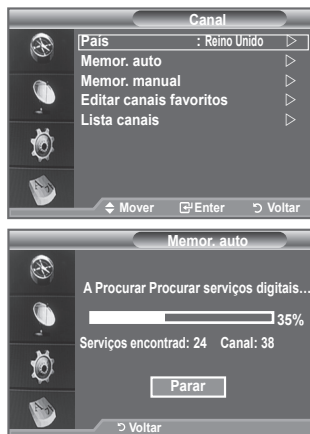 Canal
País : Reino Unido
Memor. auto
Memor. manual
Editar canais favoritos
Lista canais
Mover Enter Voltar
Memor. auto
A Procurar Procurar serviços digitais...
35%
Serviços encontrad: 24 Canal: 38
Parar
Voltar